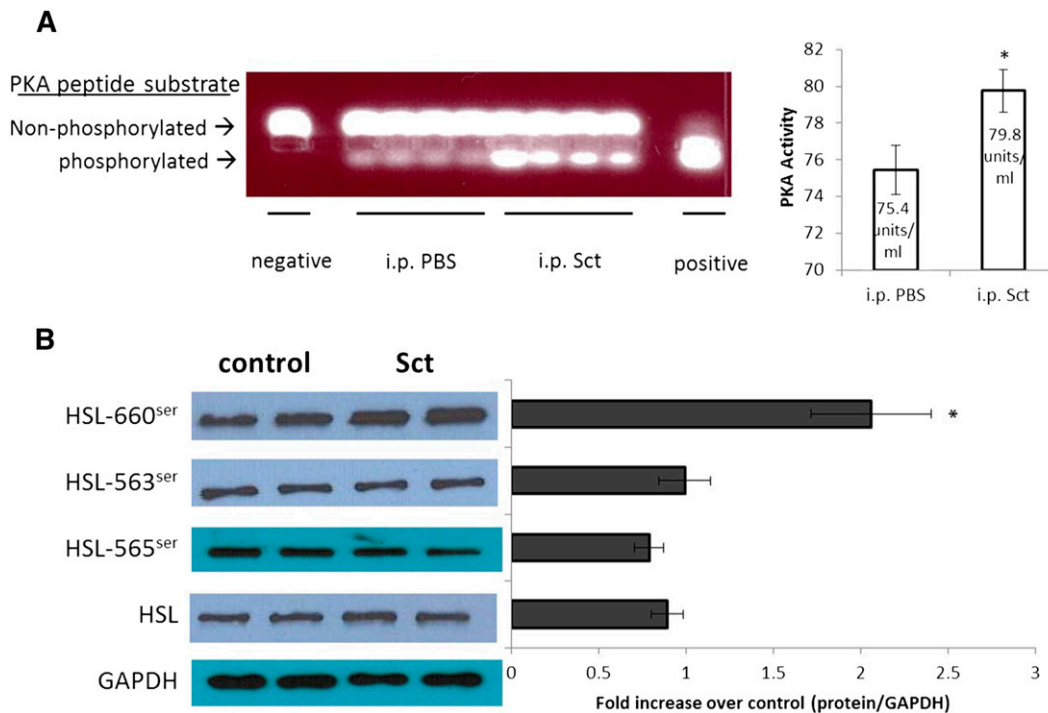 A
PKA peptide substrate
Non-phosphorylated →
phosphorylated →
negative
i.p. PBS
i.p. Sct
positive
PKA Activity
82
80
78
76
74
72
70
*
75.4
units/
ml
79.8
units/
ml
i.p. PBS
i.p. Sct
B
control
Sct
HSL-660ˢᵉʳ
HSL-563ˢᵉʳ
HSL-565ˢᵉʳ
HSL
GAPDH
*
0
0.5
1
1.5
2
2.5
3
Fold increase over control (protein/GAPDH)